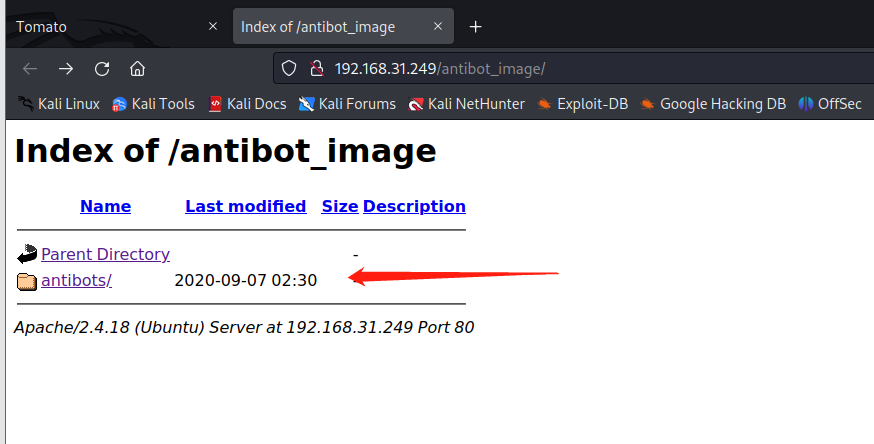 Tomato
Index of /antibot_image
192.168.31.249/antibot_image/
Kali Linux Kali Tools Kali Docs Kali Forums Kali NetHunter Exploit-DB Google Hacking DB OffSec
Index of /antibot_image
Name Last modified Size Description
Parent Directory -
antibots/ 2020-09-07 02:30 -
Apache/2.4.18 (Ubuntu) Server at 192.168.31.249 Port 80